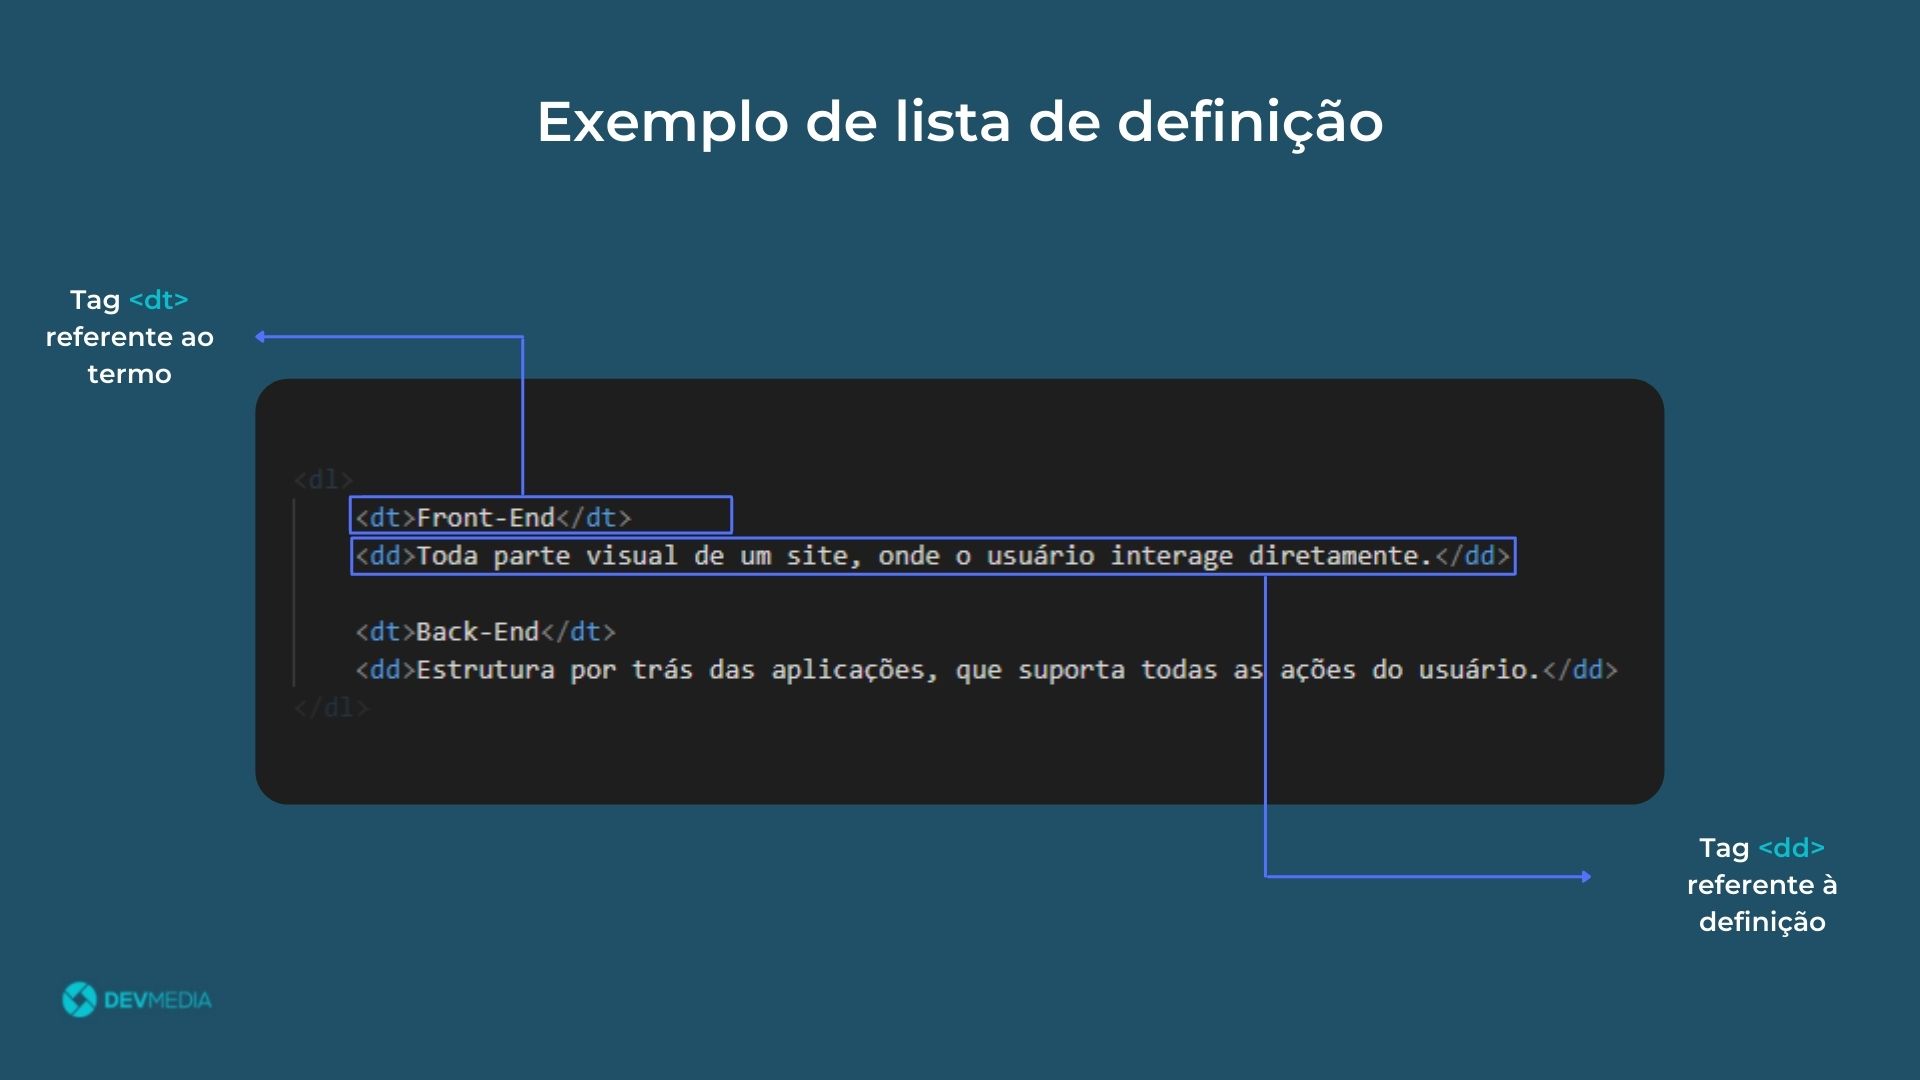 Exemplo de lista de definição
Tag <dt>
referente ao
termo
<dl>
<dt>Front-End</dt>
<dd>Toda parte visual de um site, onde o usuário interage diretamente.</dd>
<dt>Back-End</dt>
<dd>Estrutura por trás das aplicações, que suporta todas as ações do usuário.</dd>
</dl>
Tag <dd>
referente à
definição
DEVMEDIA